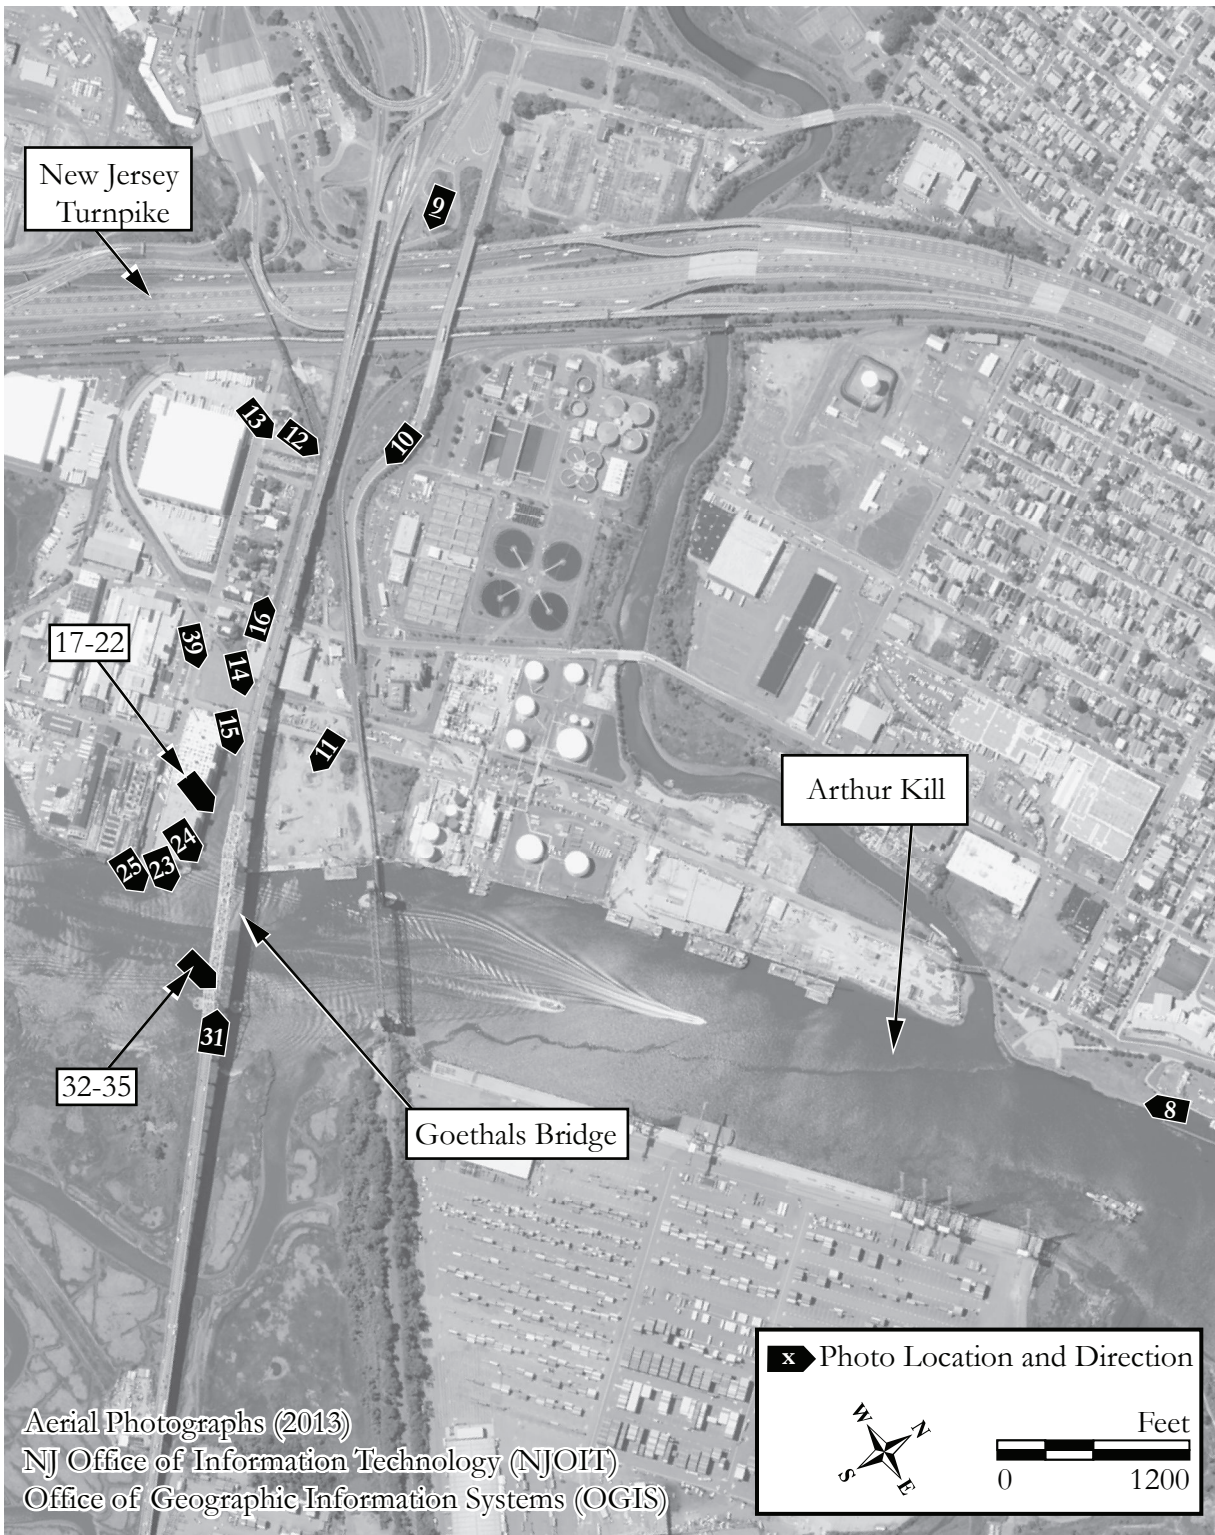 New Jersey
Turnpike
9
13
12
10
16
39
14
17-22
15
11
24
25
23
Arthur Kill
31
32-35
8
Goethals Bridge
x Photo Location and Direction
W
N
S
E
Feet
0 1200
Aerial Photographs (2013)
NJ Office of Information Technology (NJOIT)
Office of Geographic Information Systems (OGIS)